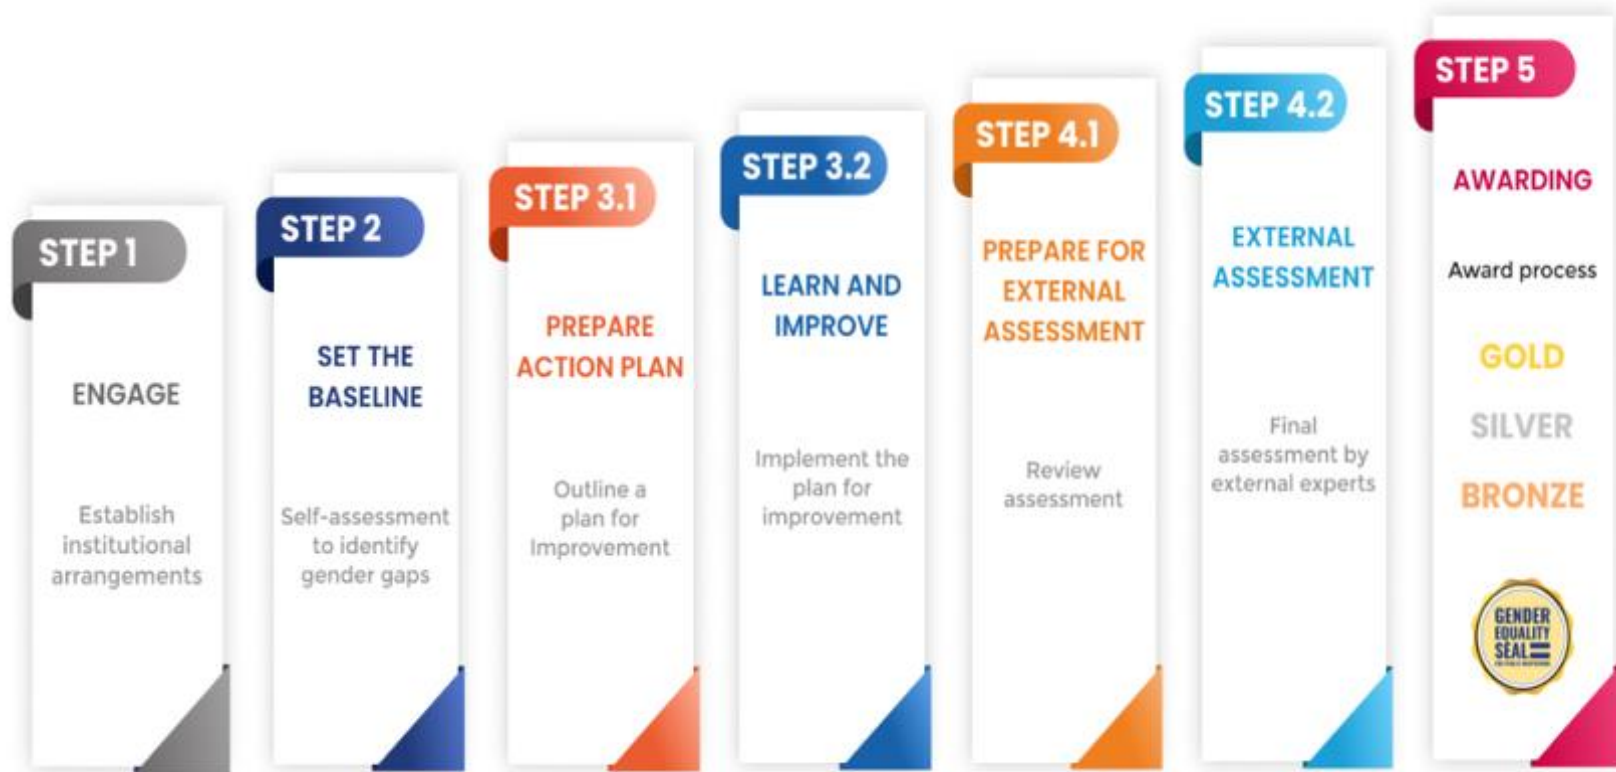 STEP 1
ENGAGE
Establish
institutional
arrangements
STEP 2
SET THE
BASELINE
Self-assessment
to identify
gender gaps
STEP 3.1
PREPARE
ACTION PLAN
Outline a
plan for
Improvement
STEP 3.2
LEARN AND
IMPROVE
Implement the
plan for
improvement
STEP 4.1
PREPARE FOR
EXTERNAL
ASSESSMENT
Review
assessment
STEP 4.2
EXTERNAL
ASSESSMENT
Final
assessment by
external experts
STEP 5
AWARDING
Award process
GOLD
SILVER
BRONZE
GENDER
EQUALITY
SEAL